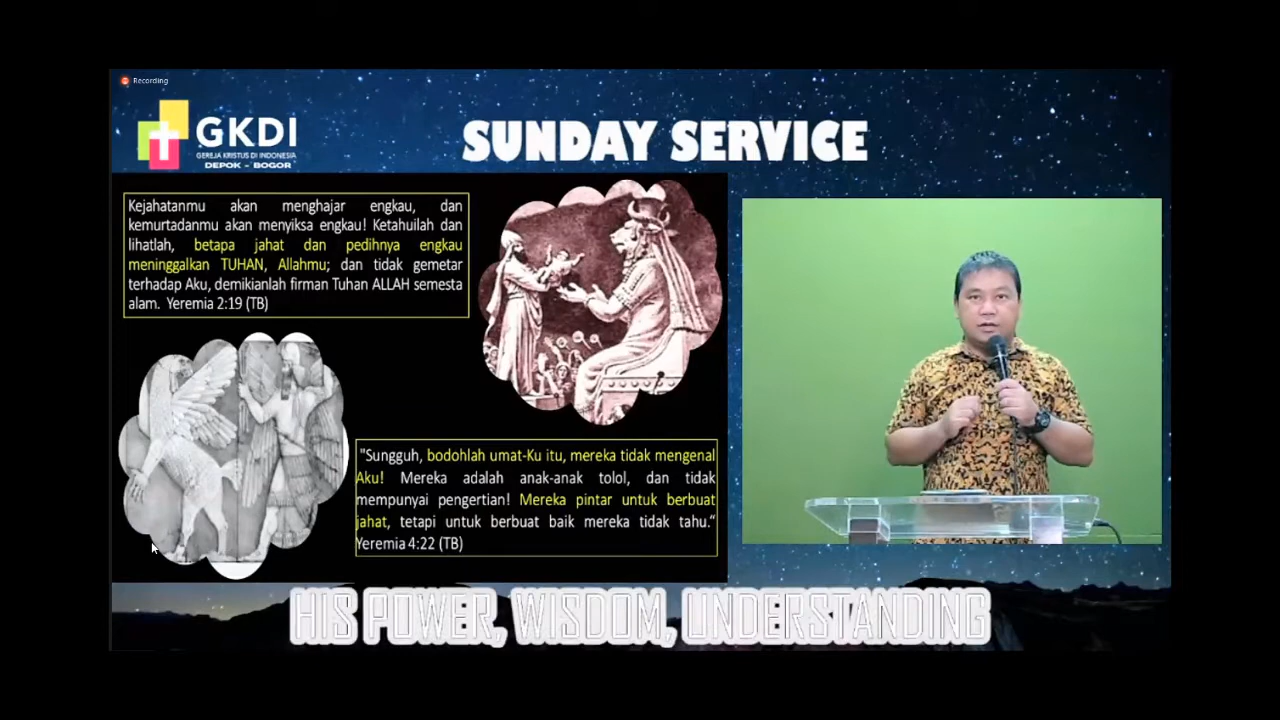 Recording
GKDI
GEREJA KRISTUS DI INDONESIA
DEPOK - BOGOR
SUNDAY SERVICE
Kejahatanmu akan menghajar engkau, dan
kemurtadanmu akan menyiksa engkau! Ketahuilah dan
lihatlah, betapa jahat dan pedihnya engkau
meninggalkan TUHAN, Allahmu; dan tidak gemetar
terhadap Aku, demikianlah firman Tuhan ALLAH semesta
alam. Yeremia 2:19 (TB)
"Sungguh, bodohlah umat-Ku itu, mereka tidak mengenal
Aku! Mereka adalah anak-anak tolol, dan tidak
mempunyai pengertian! Mereka pintar untuk berbuat
jahat, tetapi untuk berbuat baik mereka tidak tahu.“
Yeremia 4:22 (TB)
HIS POWER, WISDOM, UNDERSTANDING